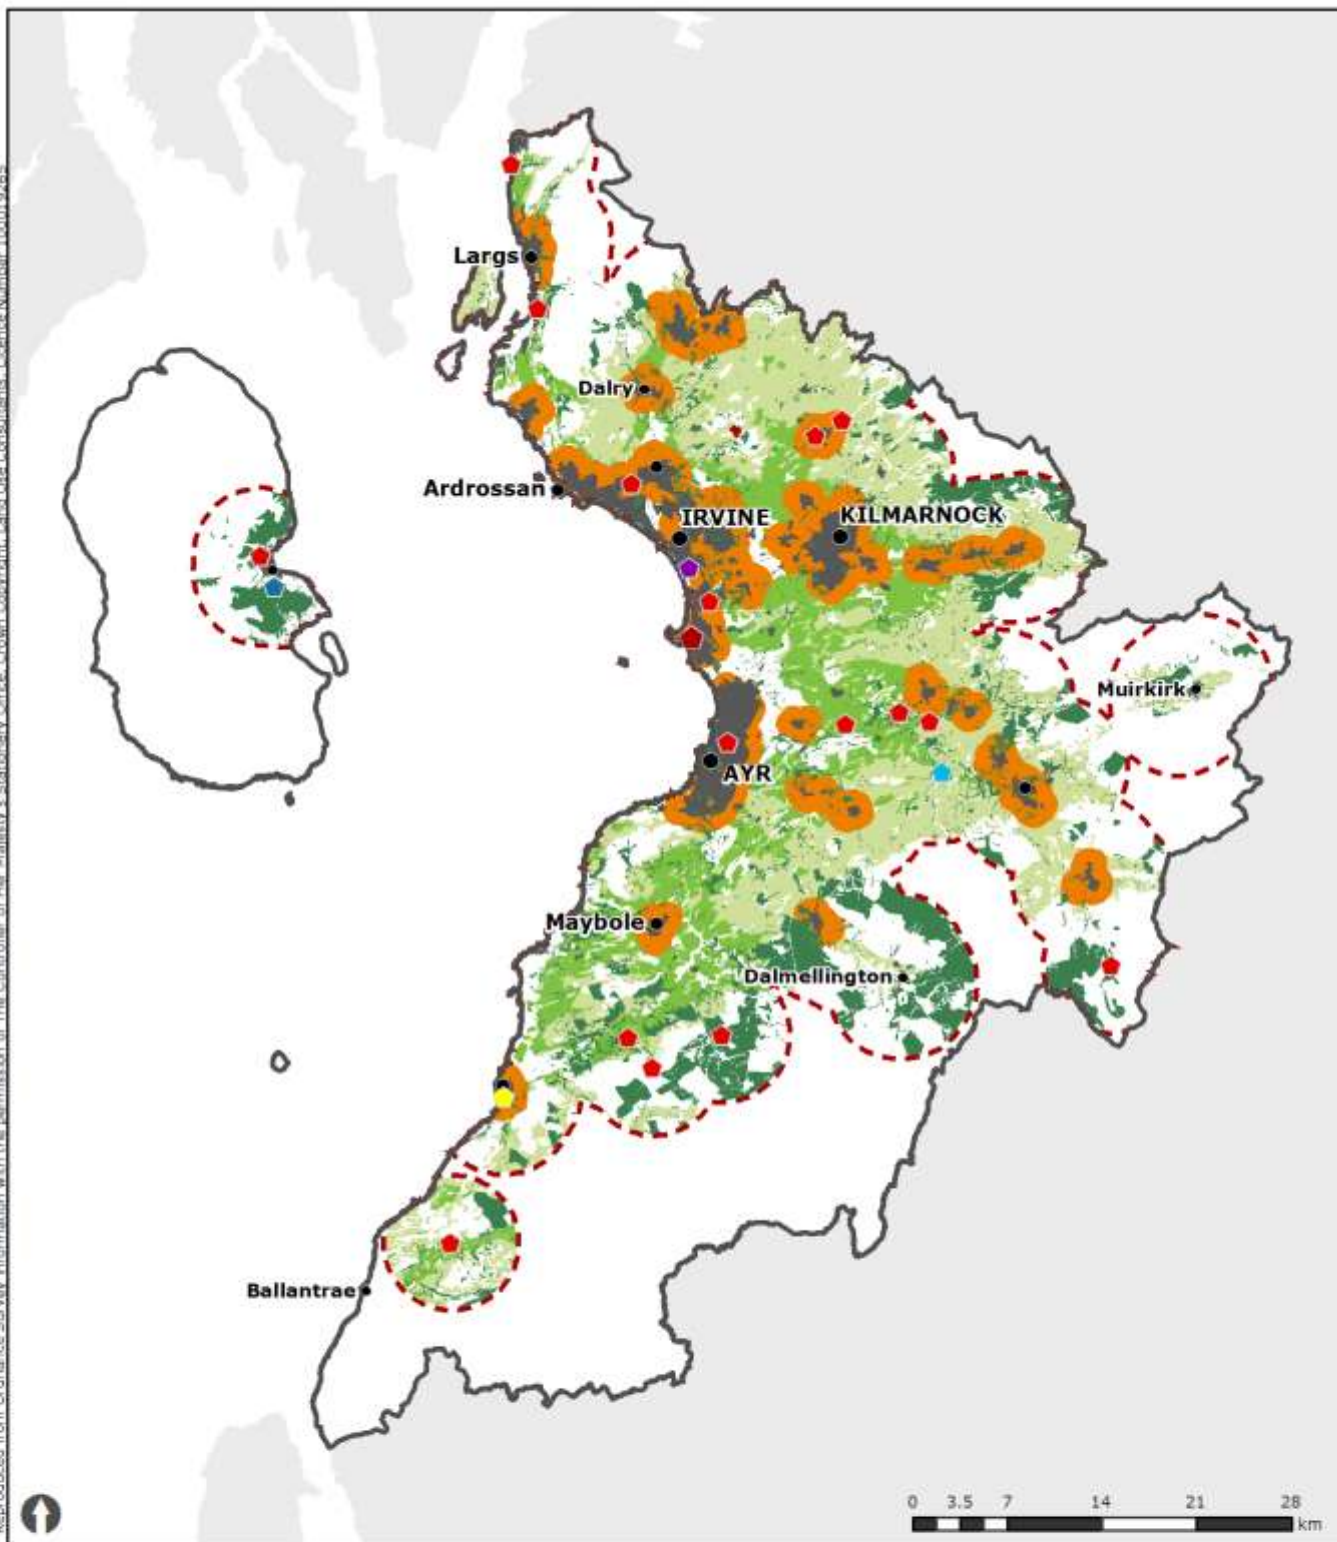 Largs
Dalry
Ardrossan
IRVINE
KILMARNOCK
Muirkirk
AYR
Maybole
Dalmellington
Ballantrae
0 3.5 7 14 21 28
km